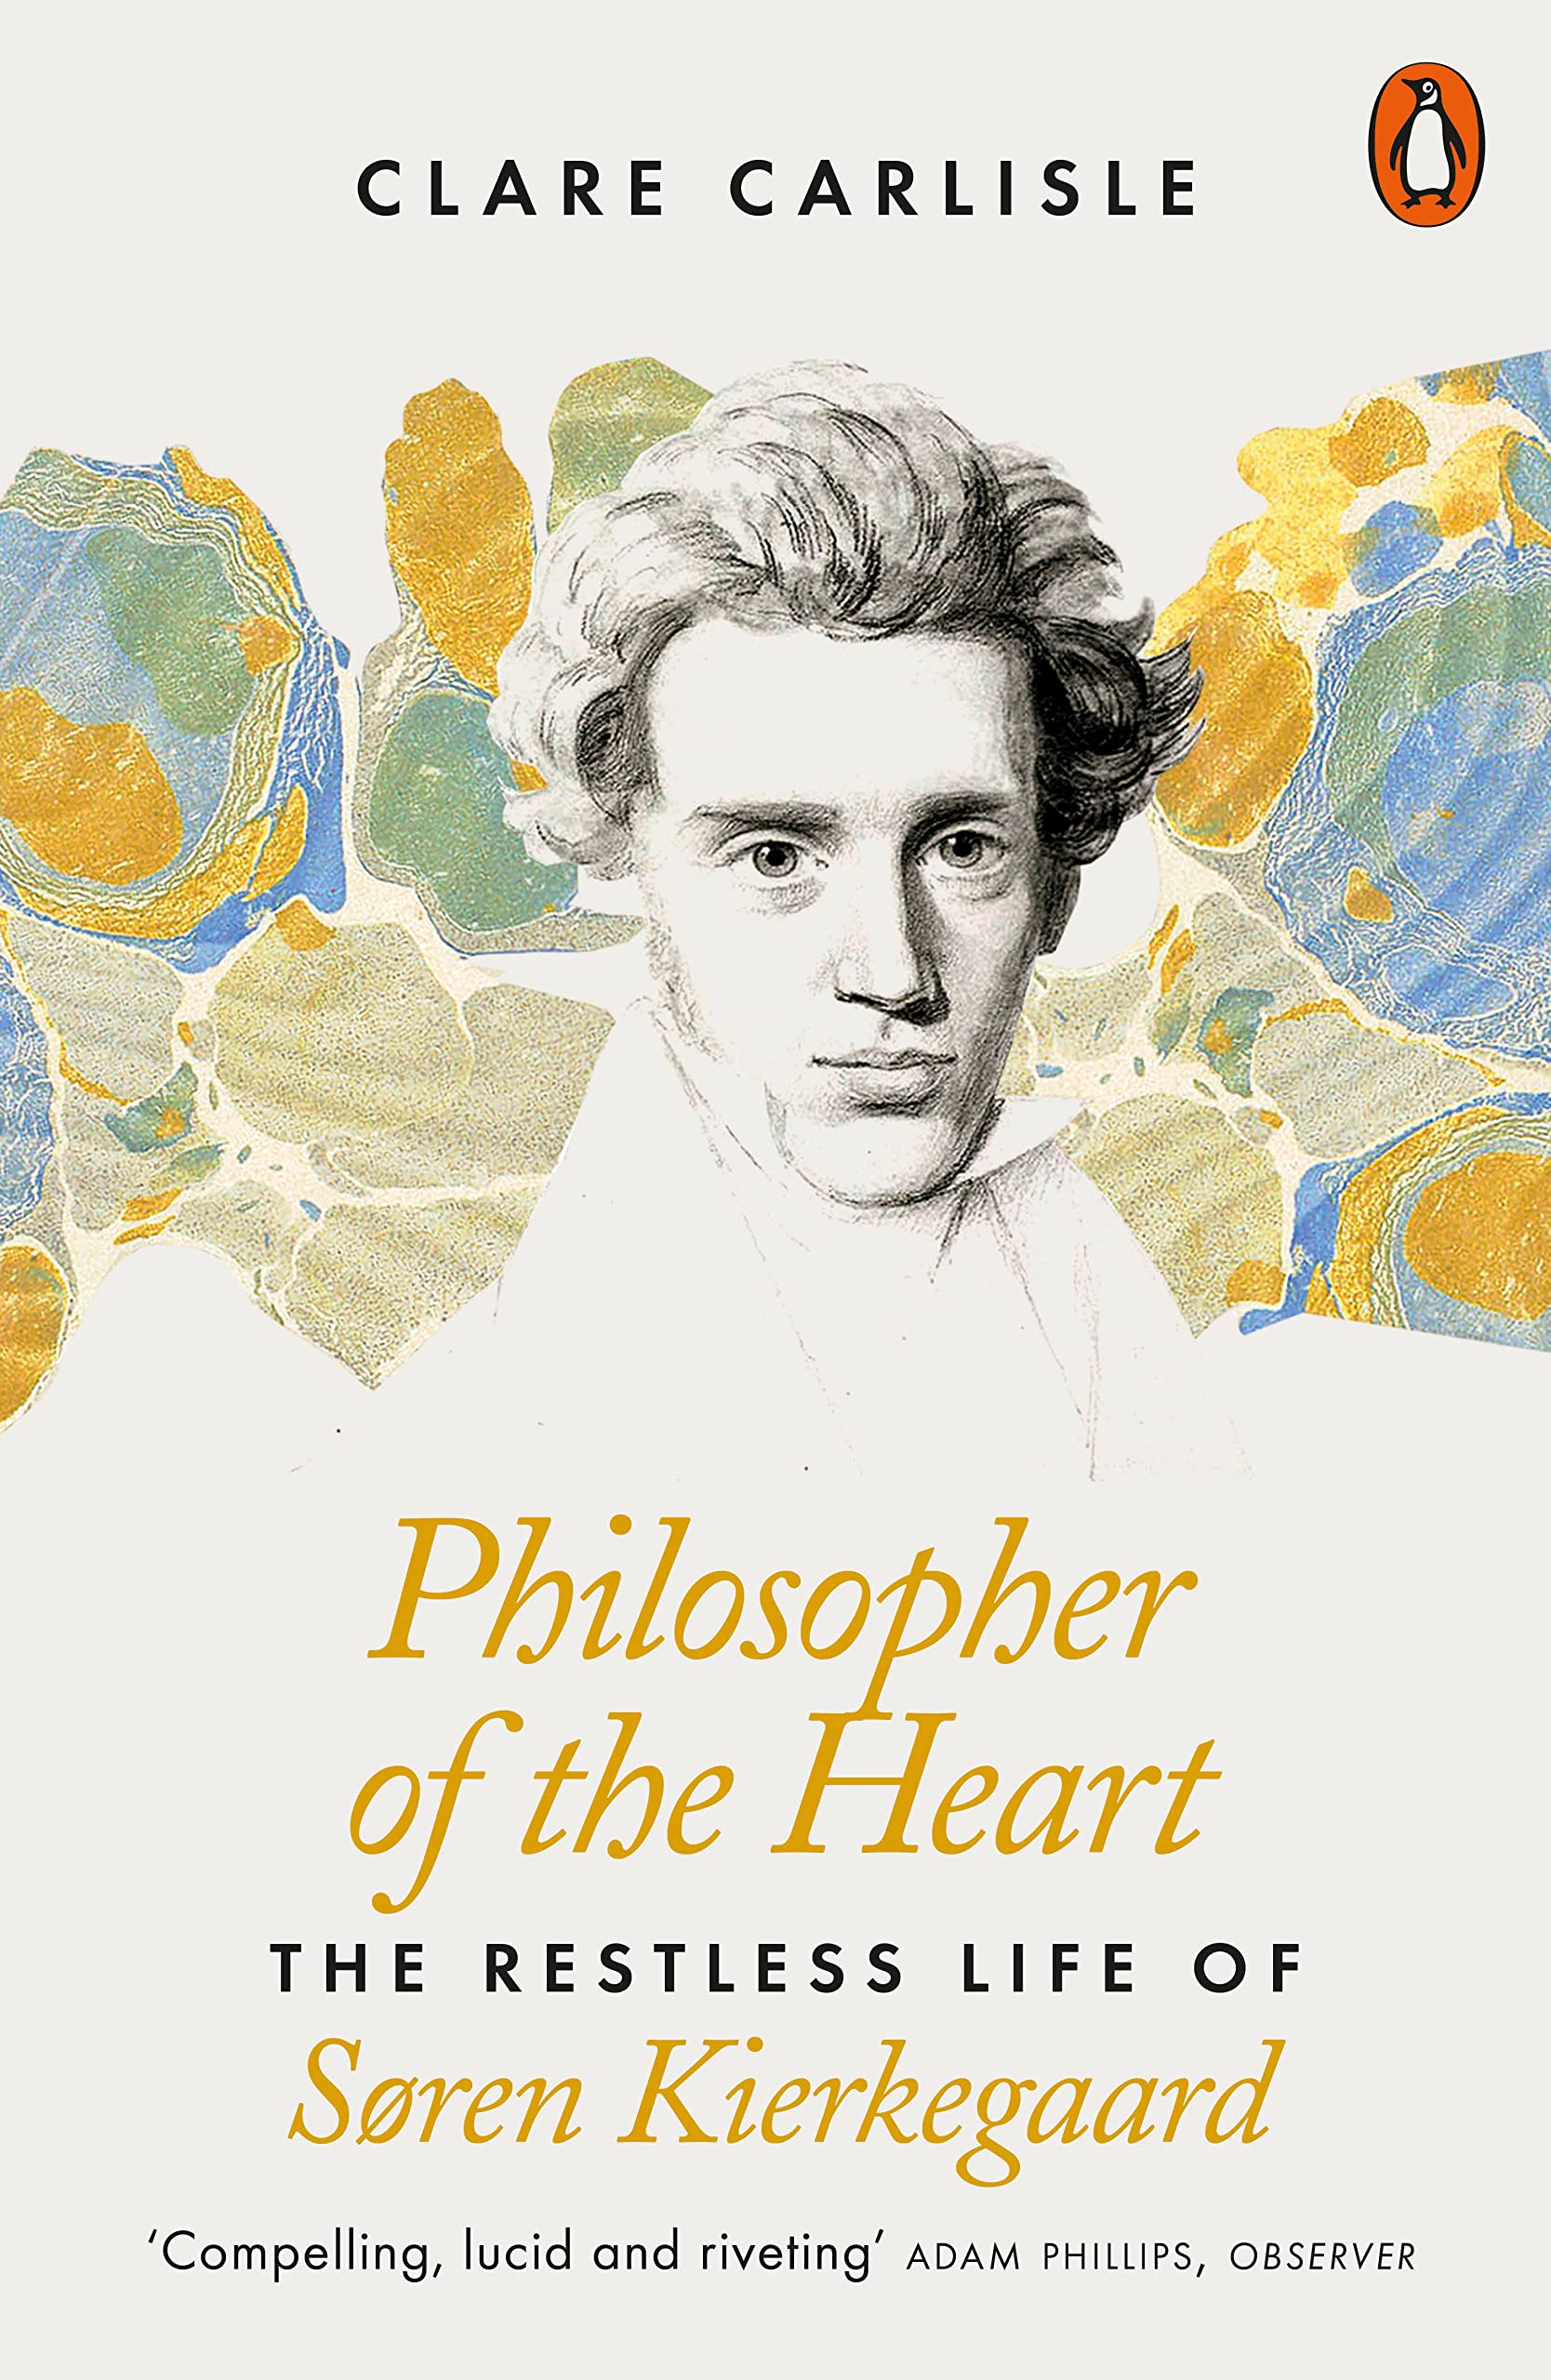 CLARE CARLISLE
Philosopher
of the Heart
THE RESTLESS LIFE OF
Søren Kierkegaard
‘Compelling, lucid and riveting’ ADAM PHILLIPS, OBSERVER